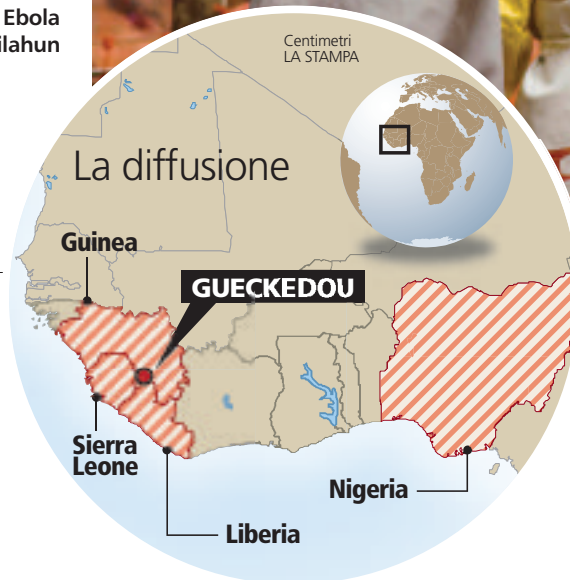 Ebola
ilahun
Centimetri
LA STAMPA
La diffusione
Guinea
GUECKEDOU
Sierra
Leone
Nigeria
Liberia